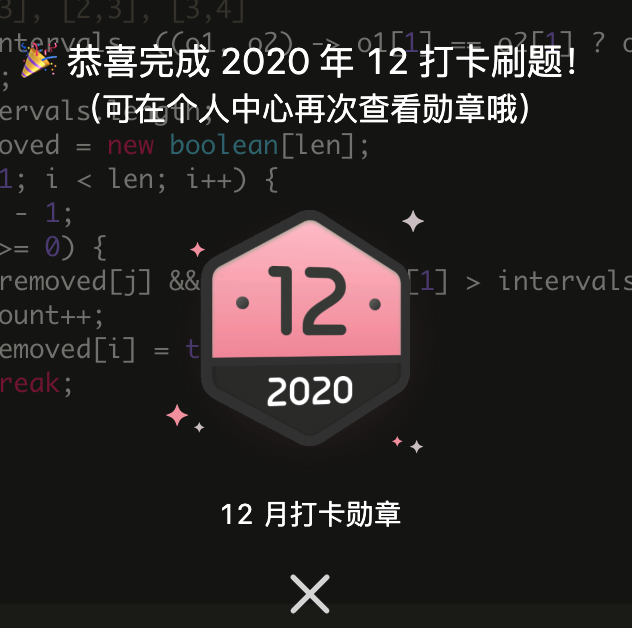 3], [2,3], [3,4]
ntervals, ((o1, o2) -> o1[1] == o2[1] ? o
🎉 恭喜完成 2020 年 12 打卡刷题！
;
ervals.length;
（可在个人中心再次查看勋章哦）
oved = new boolean[len];
1; i < len; i++) {
- 1;
>= 0) {
removed[j] && [1] > intervals
ount++;
emoved[i] = t
reak;
12
2020
12 月打卡勋章